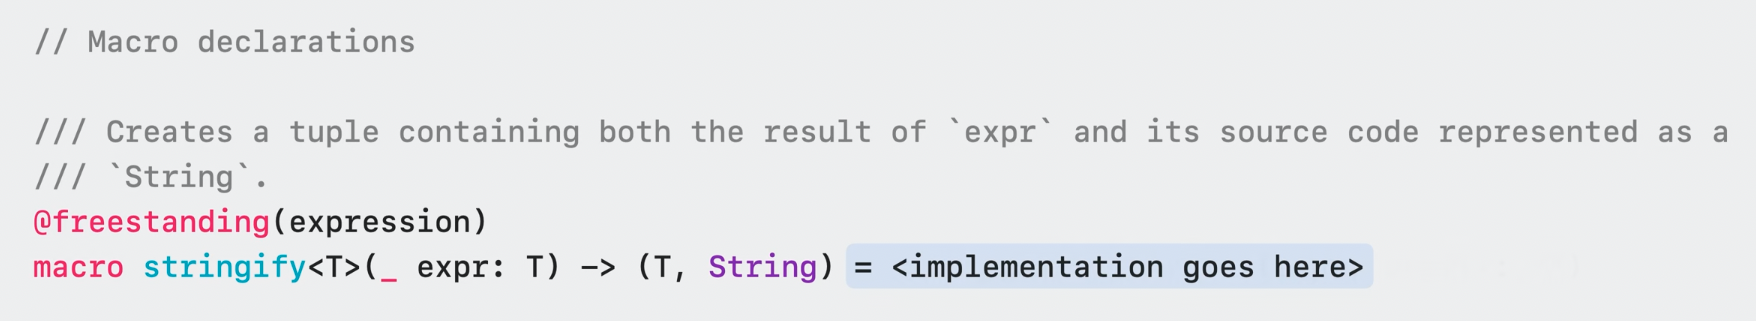 // Macro declarations
/// Creates a tuple containing both the result of `expr` and its source code represented as a
/// `String`.
@freestanding(expression)
macro stringify<T>(_ expr: T) -> (T, String) = <implementation goes here>